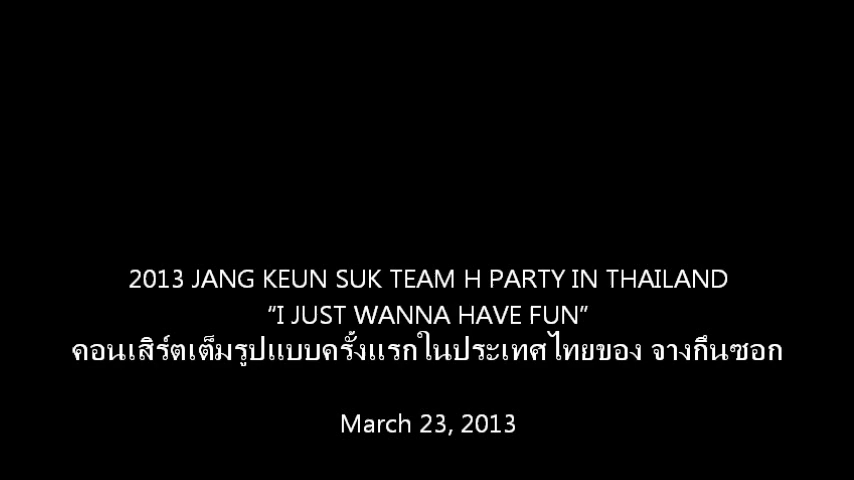 2013 JANG KEUN SUK TEAM H PARTY IN THAILAND
“I JUST WANNA HAVE FUN”
คอนเสิร์ตเต็มรูปแบบครั้งแรกในประเทศไทยของ จางกึนซอก
March 23, 2013